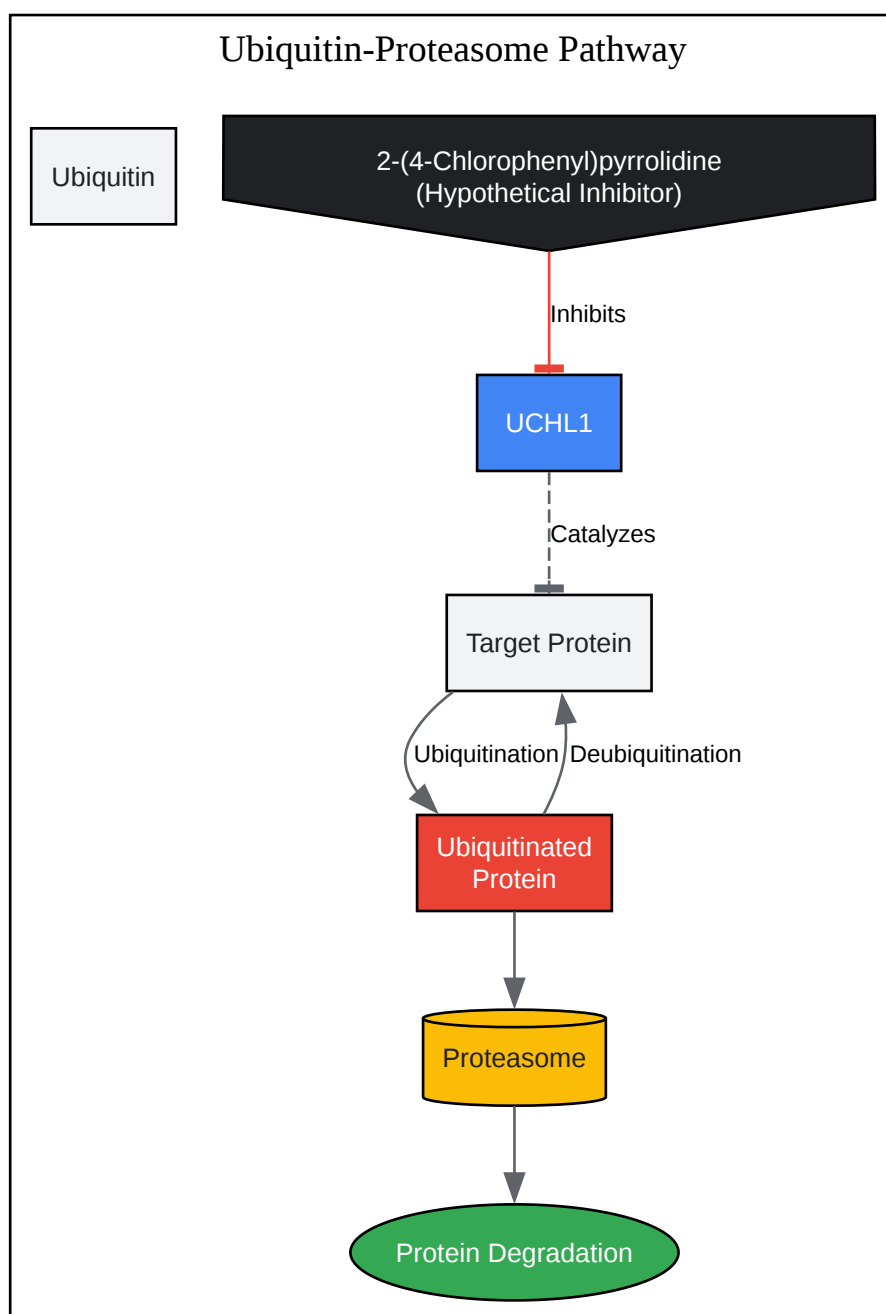 Ubiquitin-Proteasome Pathway
Ubiquitin
2-(4-Chlorophenyl)pyrrolidine
(Hypothetical Inhibitor)
Inhibits
UCHL1
Catalyzes
Target Protein
Ubiquitination
Deubiquitination
Ubiquitinated
Protein
Proteasome
Protein Degradation